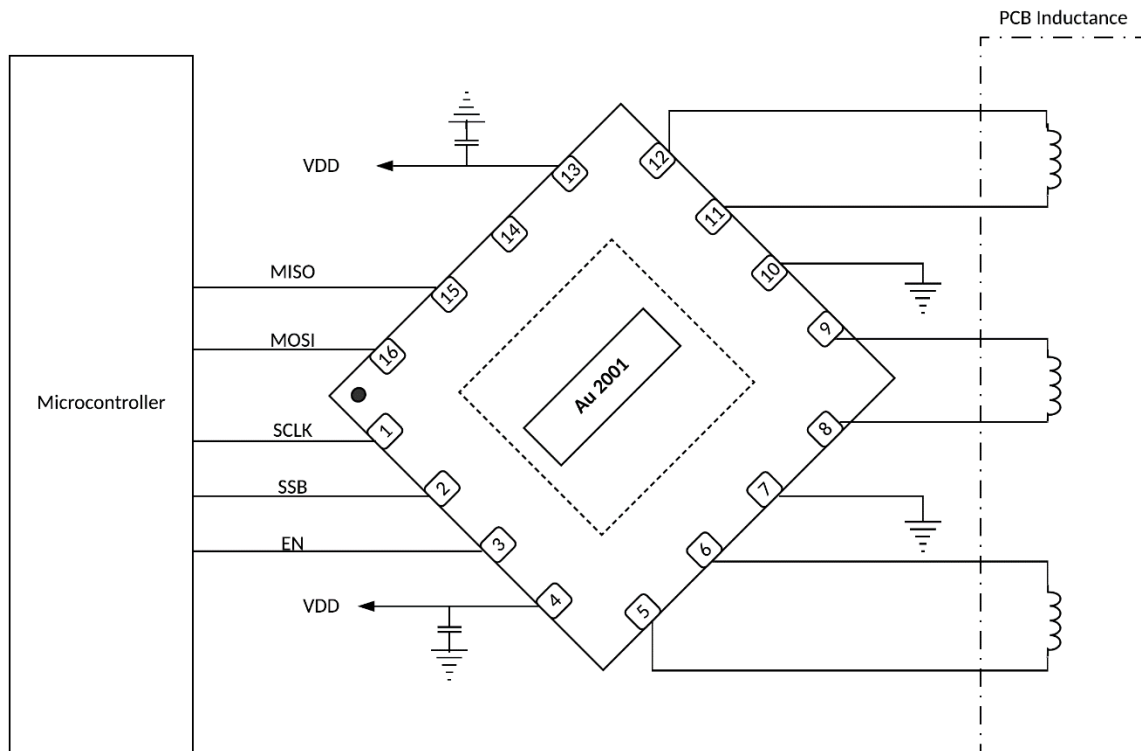 PCB Inductance
VDD
13
12
14
11
MISO
15
10
MOSI
16
9
Au 2001
Microcontroller
SCLK
1
8
SSB
2
7
EN
3
6
VDD
4
5